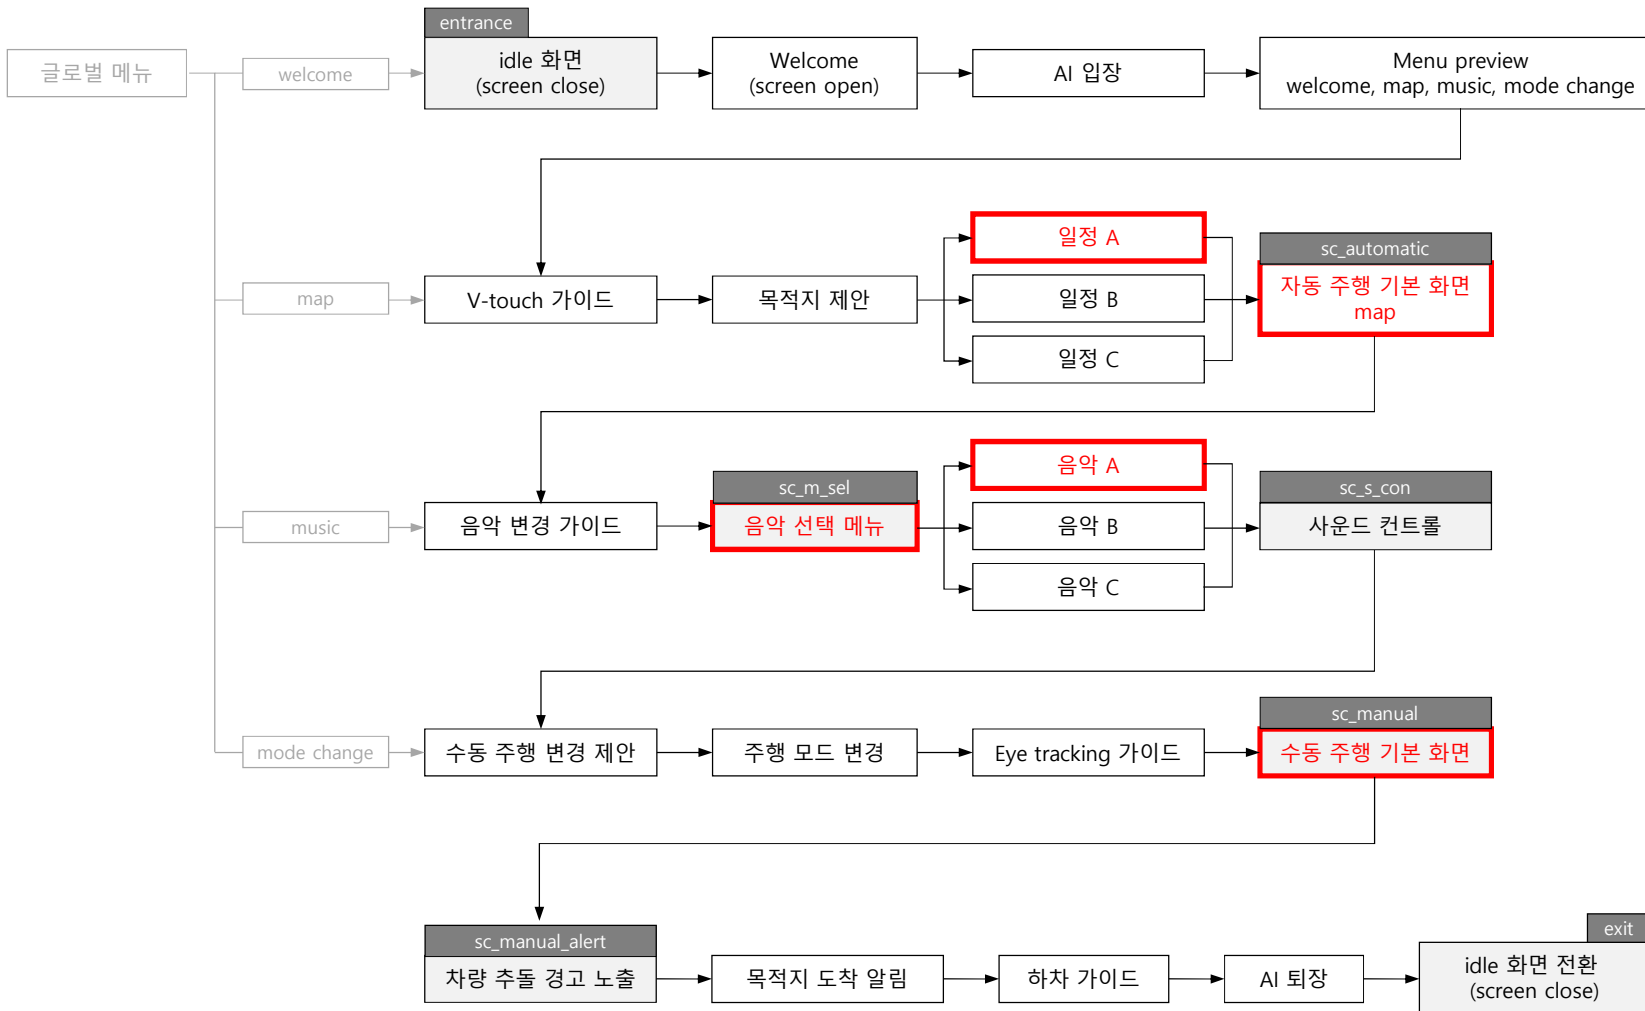 entrance
글로벌 메뉴
welcome
idle 화면
(screen close)
Welcome
(screen open)
AI 입장
Menu preview
welcome, map, music, mode change
map
V-touch 가이드
목적지 제안
일정 A
일정 B
일정 C
sc_automatic
자동 주행 기본 화면
map
music
음악 변경 가이드
sc_m_sel
음악 선택 메뉴
음악 A
음악 B
음악 C
sc_s_con
사운드 컨트롤
mode change
수동 주행 변경 제안
주행 모드 변경
Eye tracking 가이드
sc_manual
수동 주행 기본 화면
sc_manual_alert
차량 추돌 경고 노출
목적지 도착 알림
하차 가이드
AI 퇴장
exit
idle 화면 전환
(screen close)